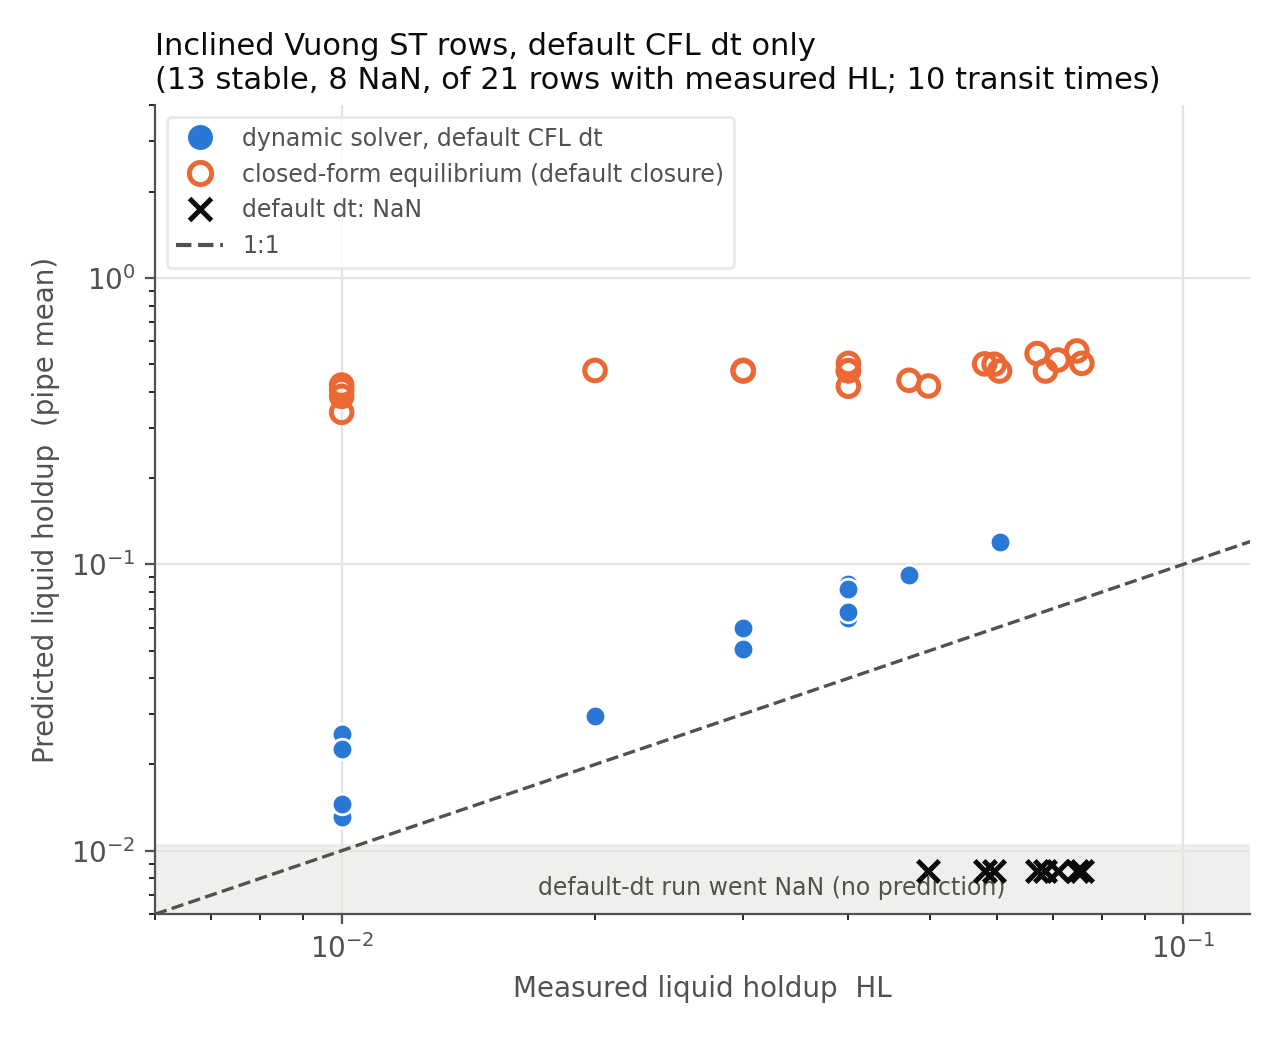 Inclined Vuong ST rows, default CFL dt only
(13 stable, 8 NaN, of 21 rows with measured HL; 10 transit times)
dynamic solver, default CFL dt
closed-form equilibrium (default closure)
default dt: NaN
1:1
Predicted liquid holdup (pipe mean)
10⁰
10⁻¹
10⁻²
default-dt run went NaN (no prediction)
10⁻²
10⁻¹
Measured liquid holdup HL